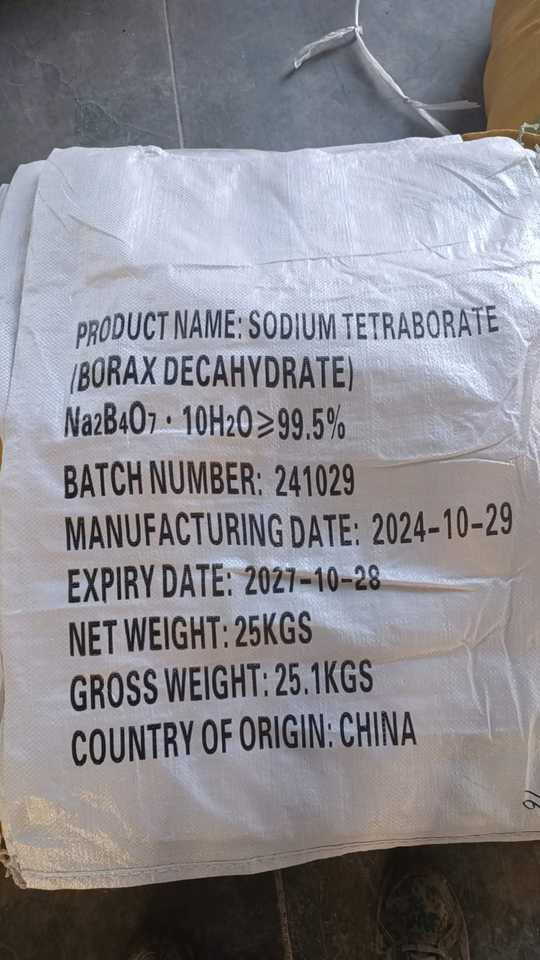 PRODUCT NAME: SODIUM TETRABORATE
(BORAX DECAHYDRATE)
Na2B4O7 · 10H2O≥99.5%
BATCH NUMBER: 241029
MANUFACTURING DATE: 2024-10-29
EXPIRY DATE: 2027-10-28
NET WEIGHT: 25KGS
GROSS WEIGHT: 25.1KGS
COUNTRY OF ORIGIN: CHINA